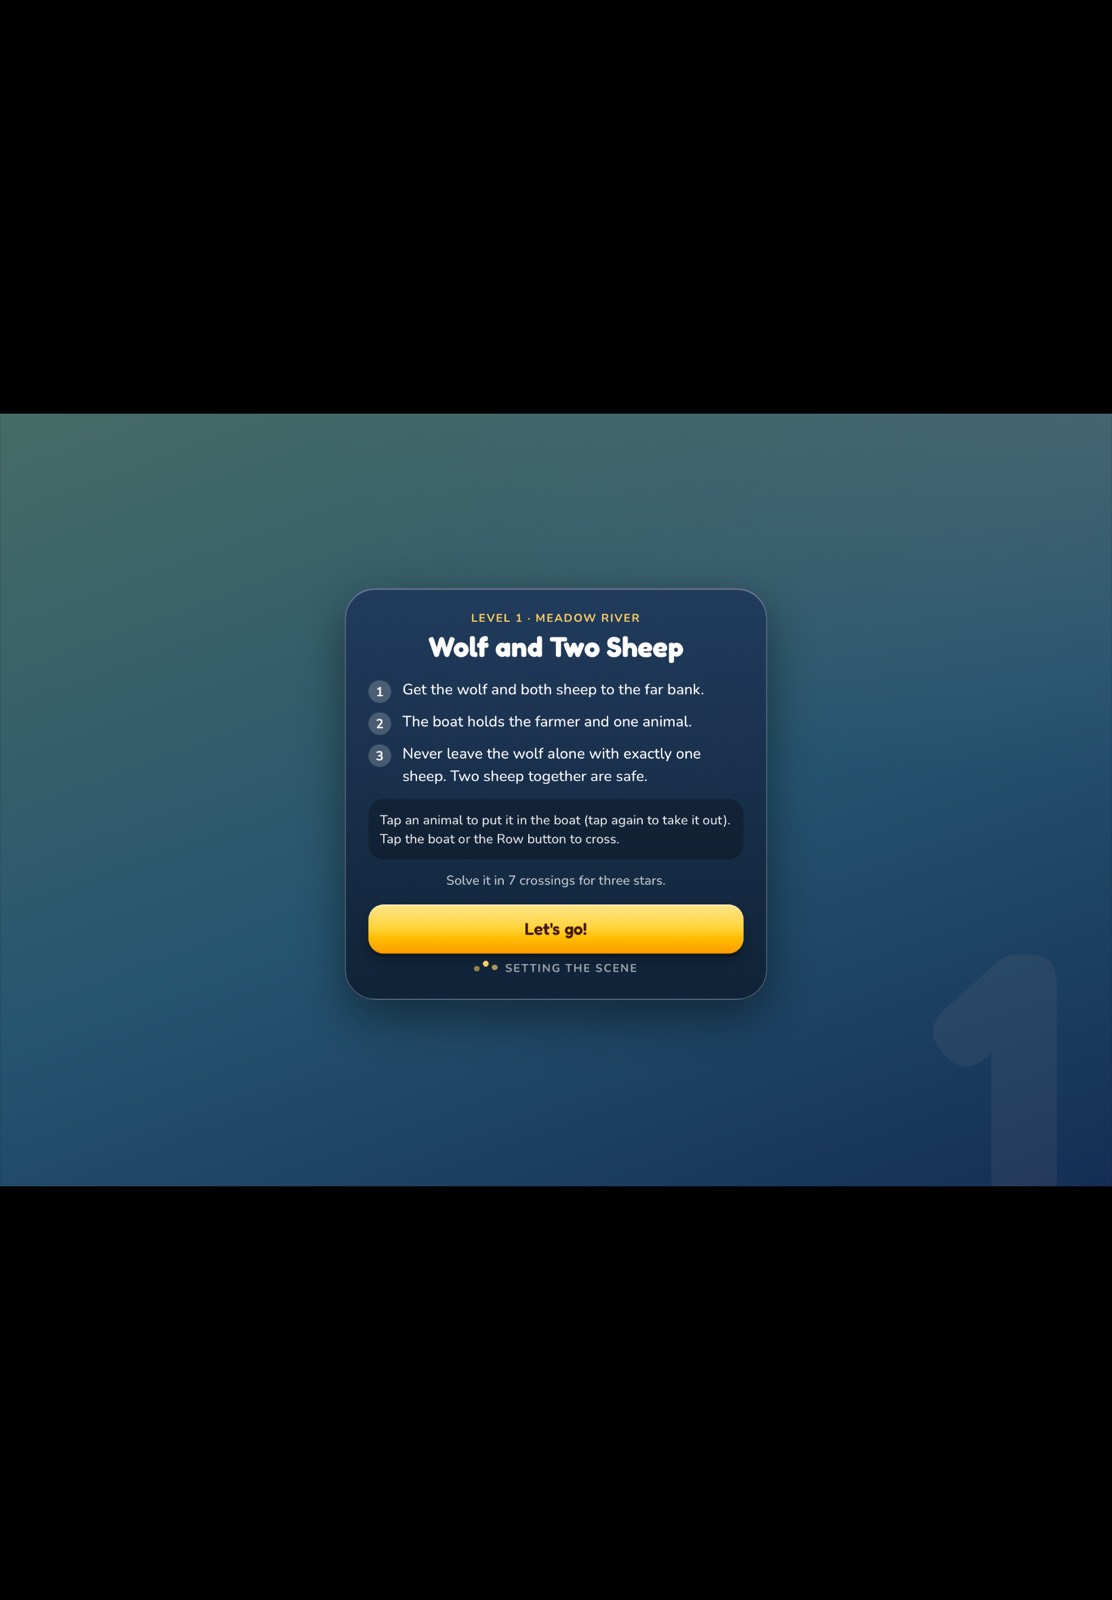 LEVEL 1 · MEADOW RIVER
Wolf and Two Sheep
1 Get the wolf and both sheep to the far bank.
2 The boat holds the farmer and one animal.
3 Never leave the wolf alone with exactly one
sheep. Two sheep together are safe.
Tap an animal to put it in the boat (tap again to take it out).
Tap the boat or the Row button to cross.
Solve it in 7 crossings for three stars.
Let's go!
SETTING THE SCENE
1